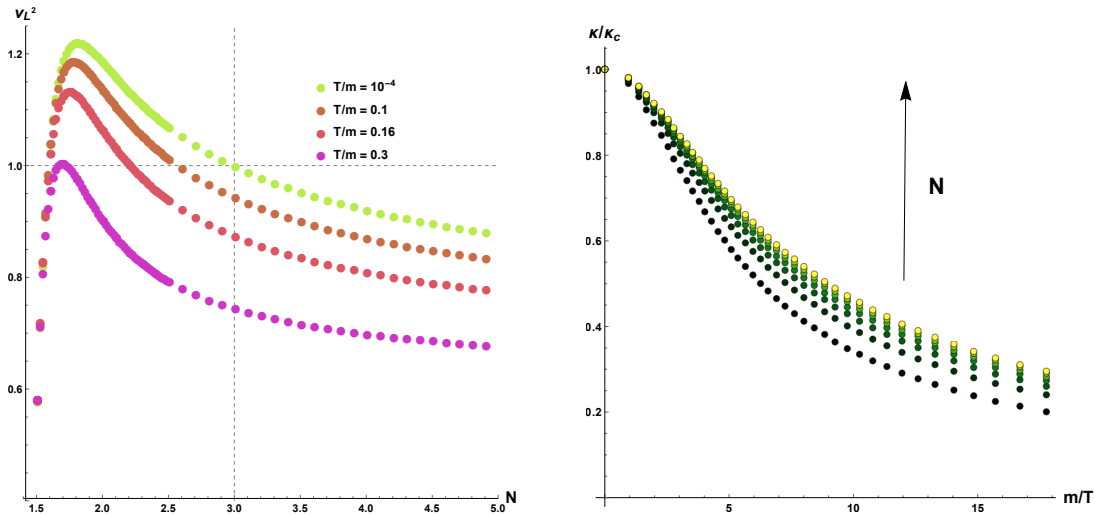 v_L²
1.2
1.0
0.8
0.6
1.5 2.0 2.5 3.0 3.5 4.0 4.5 5.0
N
T/m = 10⁻⁴
T/m = 0.1
T/m = 0.16
T/m = 0.3
κ/κ_c
1.0
0.8
0.6
0.4
0.2
5 10 15
m/T
N